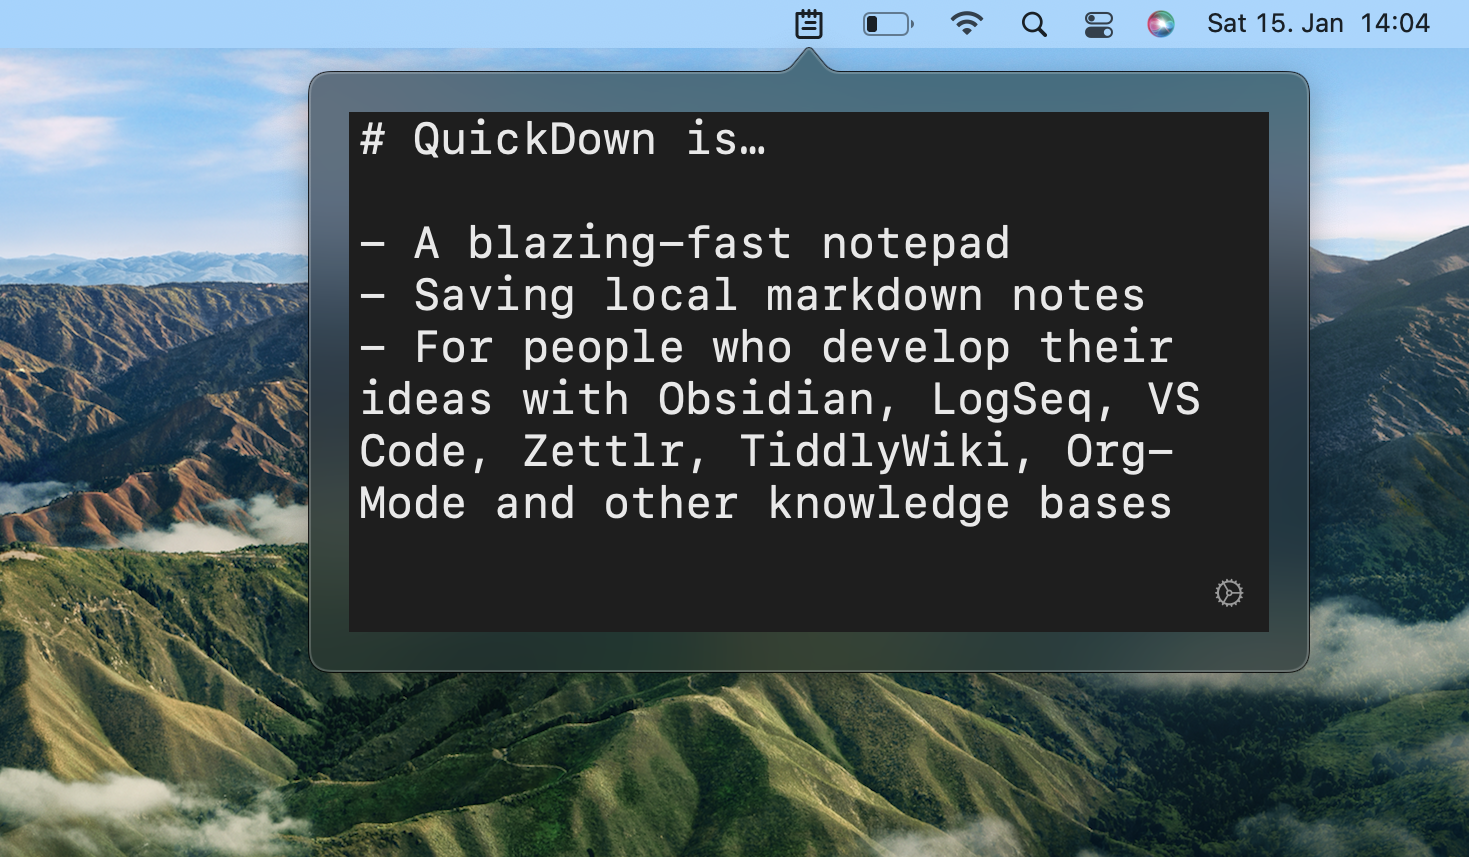 Sat 15. Jan 14:04
# QuickDown is…
– A blazing–fast notepad
– Saving local markdown notes
– For people who develop their
ideas with Obsidian, LogSeq, VS
Code, Zettlr, TiddlyWiki, Org–
Mode and other knowledge bases